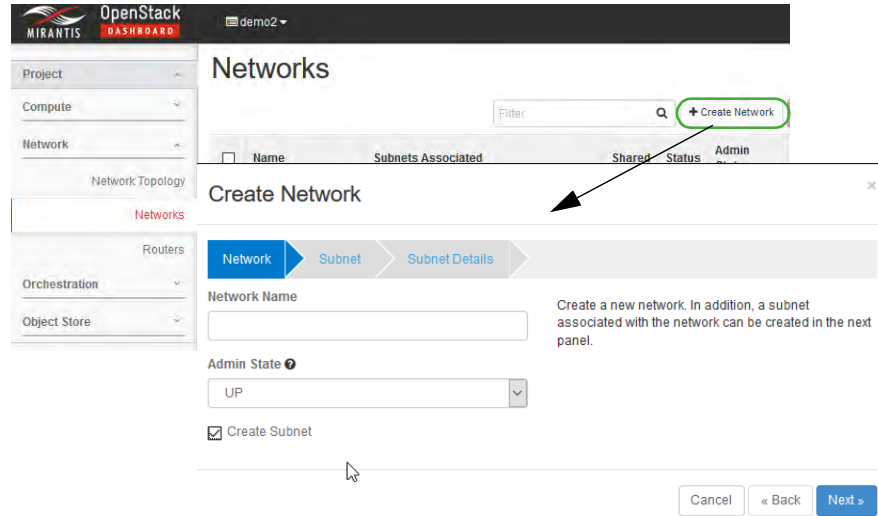 MIRANTIS
OpenStack
DASHBOARD
demo2
Project
Compute
Network
Network Topology
Networks
Routers
Orchestration
Object Store
Networks
Filter
+ Create Network
Name
Subnets Associated
Shared
Status
Admin
Create Network
×
Network
Subnet
Subnet Details
Network Name
Create a new network. In addition, a subnet
associated with the network can be created in the next
panel.
Admin State
UP
Create Subnet
Cancel
« Back
Next »